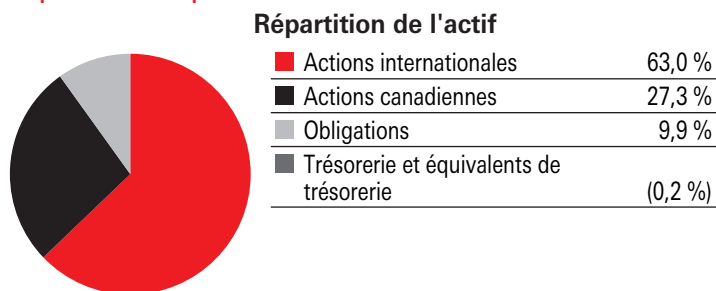 Répartition de l'actif
Actions internationales 63,0 %
Actions canadiennes 27,3 %
Obligations 9,9 %
Trésorerie et équivalents de
trésorerie (0,2 %)